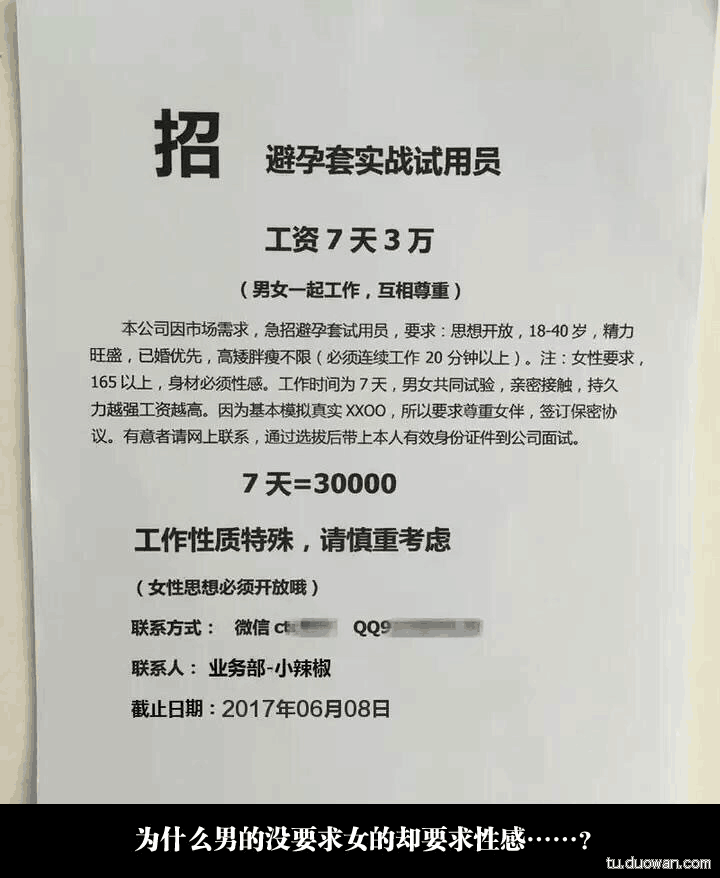 招 避孕套实战试用员
工资 7 天 3 万
（男女一起工作，互相尊重）
本公司因市场需求，急招避孕套试用员，要求：思想开放，18-40 岁，精力
旺盛，已婚优先，高矮胖瘦不限（必须连续工作 20 分钟以上）。注：女性要求，
165 以上，身材必须性感。工作时间为 7 天，男女共同试验，亲密接触，持久
力越强工资越高。因为基本模拟真实 XXOO，所以要求尊重女伴，签订保密协
议。有意者请网上联系，通过选拔后带上本人有效身份证件到公司面试。
7 天=30000
工作性质特殊，请慎重考虑
（女性思想必须开放哦）
联系方式： 微信 QQ9
联系人： 业务部-小辣椒
截止日期：2017年06月08日
为什么男的没要求女的却要求性感……？
tu.duowan.com